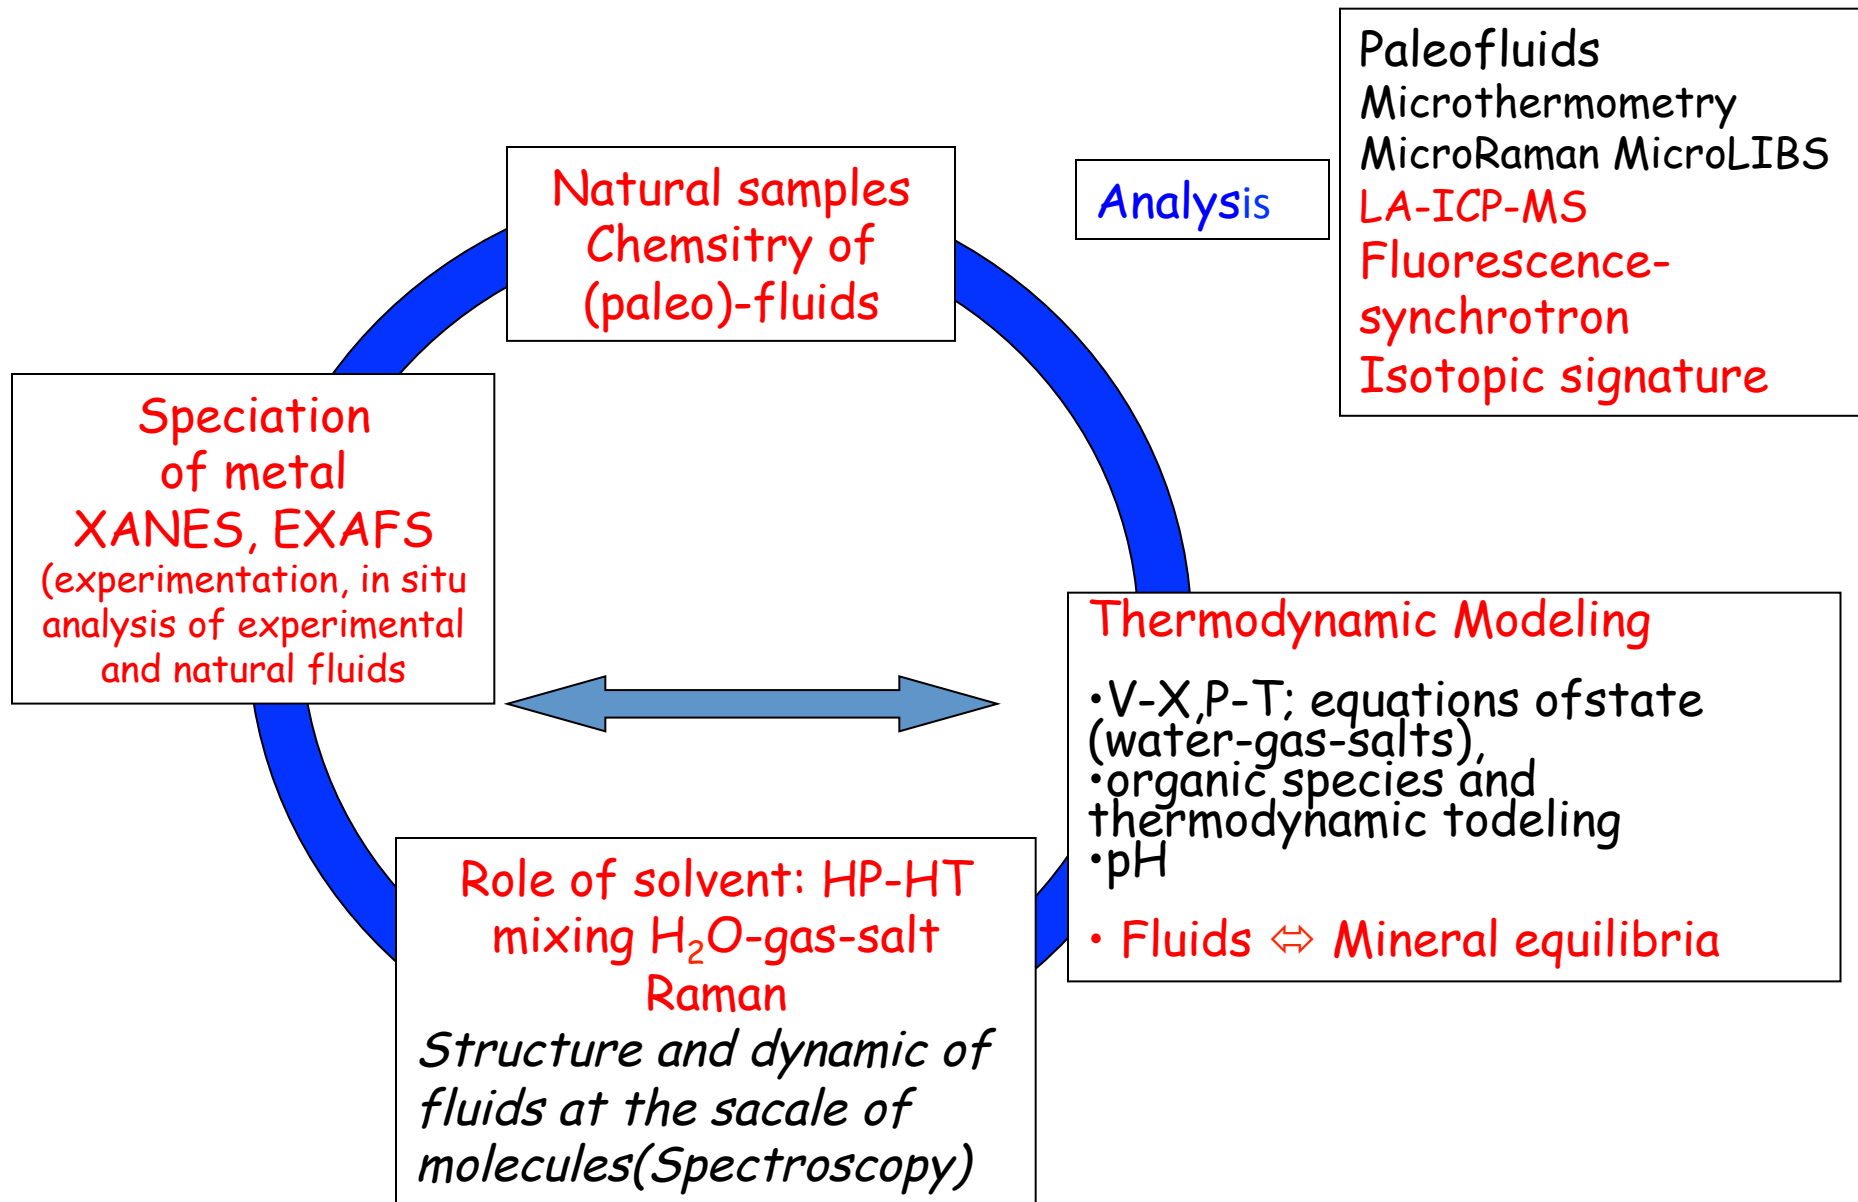 Paleofluids
Microthermometry
MicroRaman MicroLIBS
LA-ICP-MS
Fluorescence-
synchrotron
Isotopic signature
Analysis
Natural samples
Chemsitry of
(paleo)-fluids
Speciation
of metal
XANES, EXAFS
(experimentation, in situ
analysis of experimental
and natural fluids
Thermodynamic Modeling
•V-X,P-T; equations ofstate
(water-gas-salts),
•organic species and
thermodynamic todeling
•pH
• Fluids ⇔ Mineral equilibria
Role of solvent: HP-HT
mixing H₂O-gas-salt
Raman
Structure and dynamic of
fluids at the sacale of
molecules(Spectroscopy)